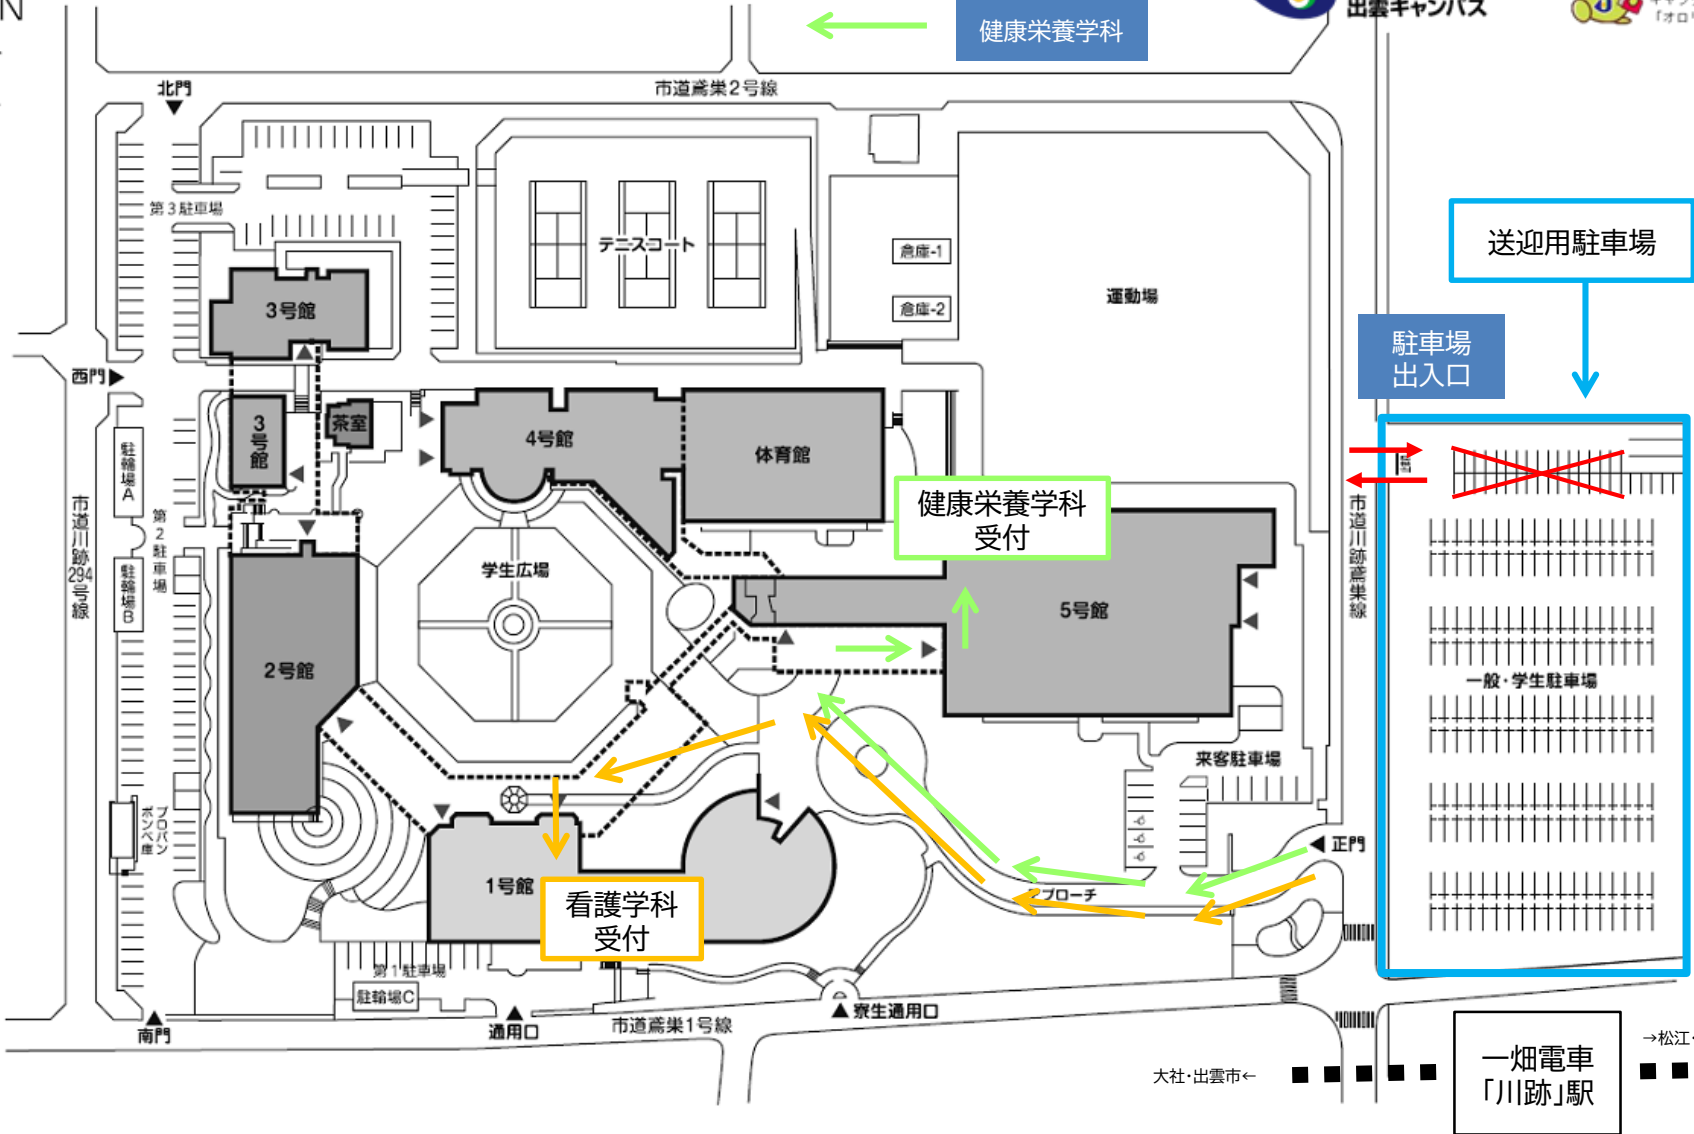 N
健康栄養学科
出雲キャンパス
「オロ
北門
市道鳶巣2号線
第3駐車場
テニスコート
倉庫-1
倉庫-2
運動場
送迎用駐車場
駐車場
出入口
3号館
西門
3号館
茶室
4号館
体育館
健康栄養学科
受付
駐輪場A
第2駐車場
市道川跡294号線
駐輪場B
学生広場
5号館
市道川跡鳶巣線
2号館
一般・学生駐車場
来客駐車場
プロパン
ボンベ庫
正門
1号館
看護学科
受付
プローチ
第1駐車場
駐輪場C
南門
通用口
市道鳶巣1号線
寮生通用口
大社・出雲市←
一畑電車
「川跡」駅
→松江・